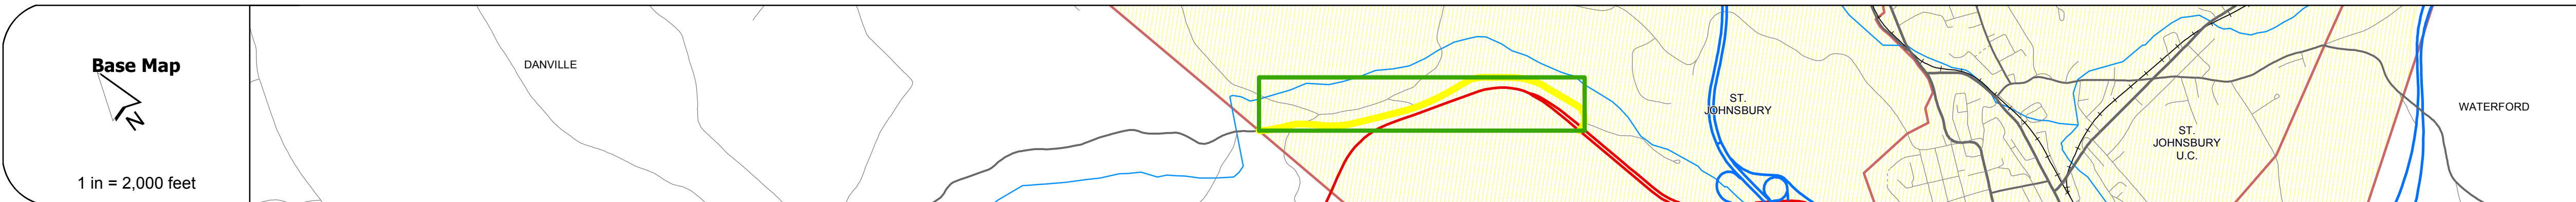 Base Map
N
1 in = 2,000 feet
DANVILLE
ST.
JOHNSBURY
ST.
JOHNSBURY
U.C.
WATERFORD